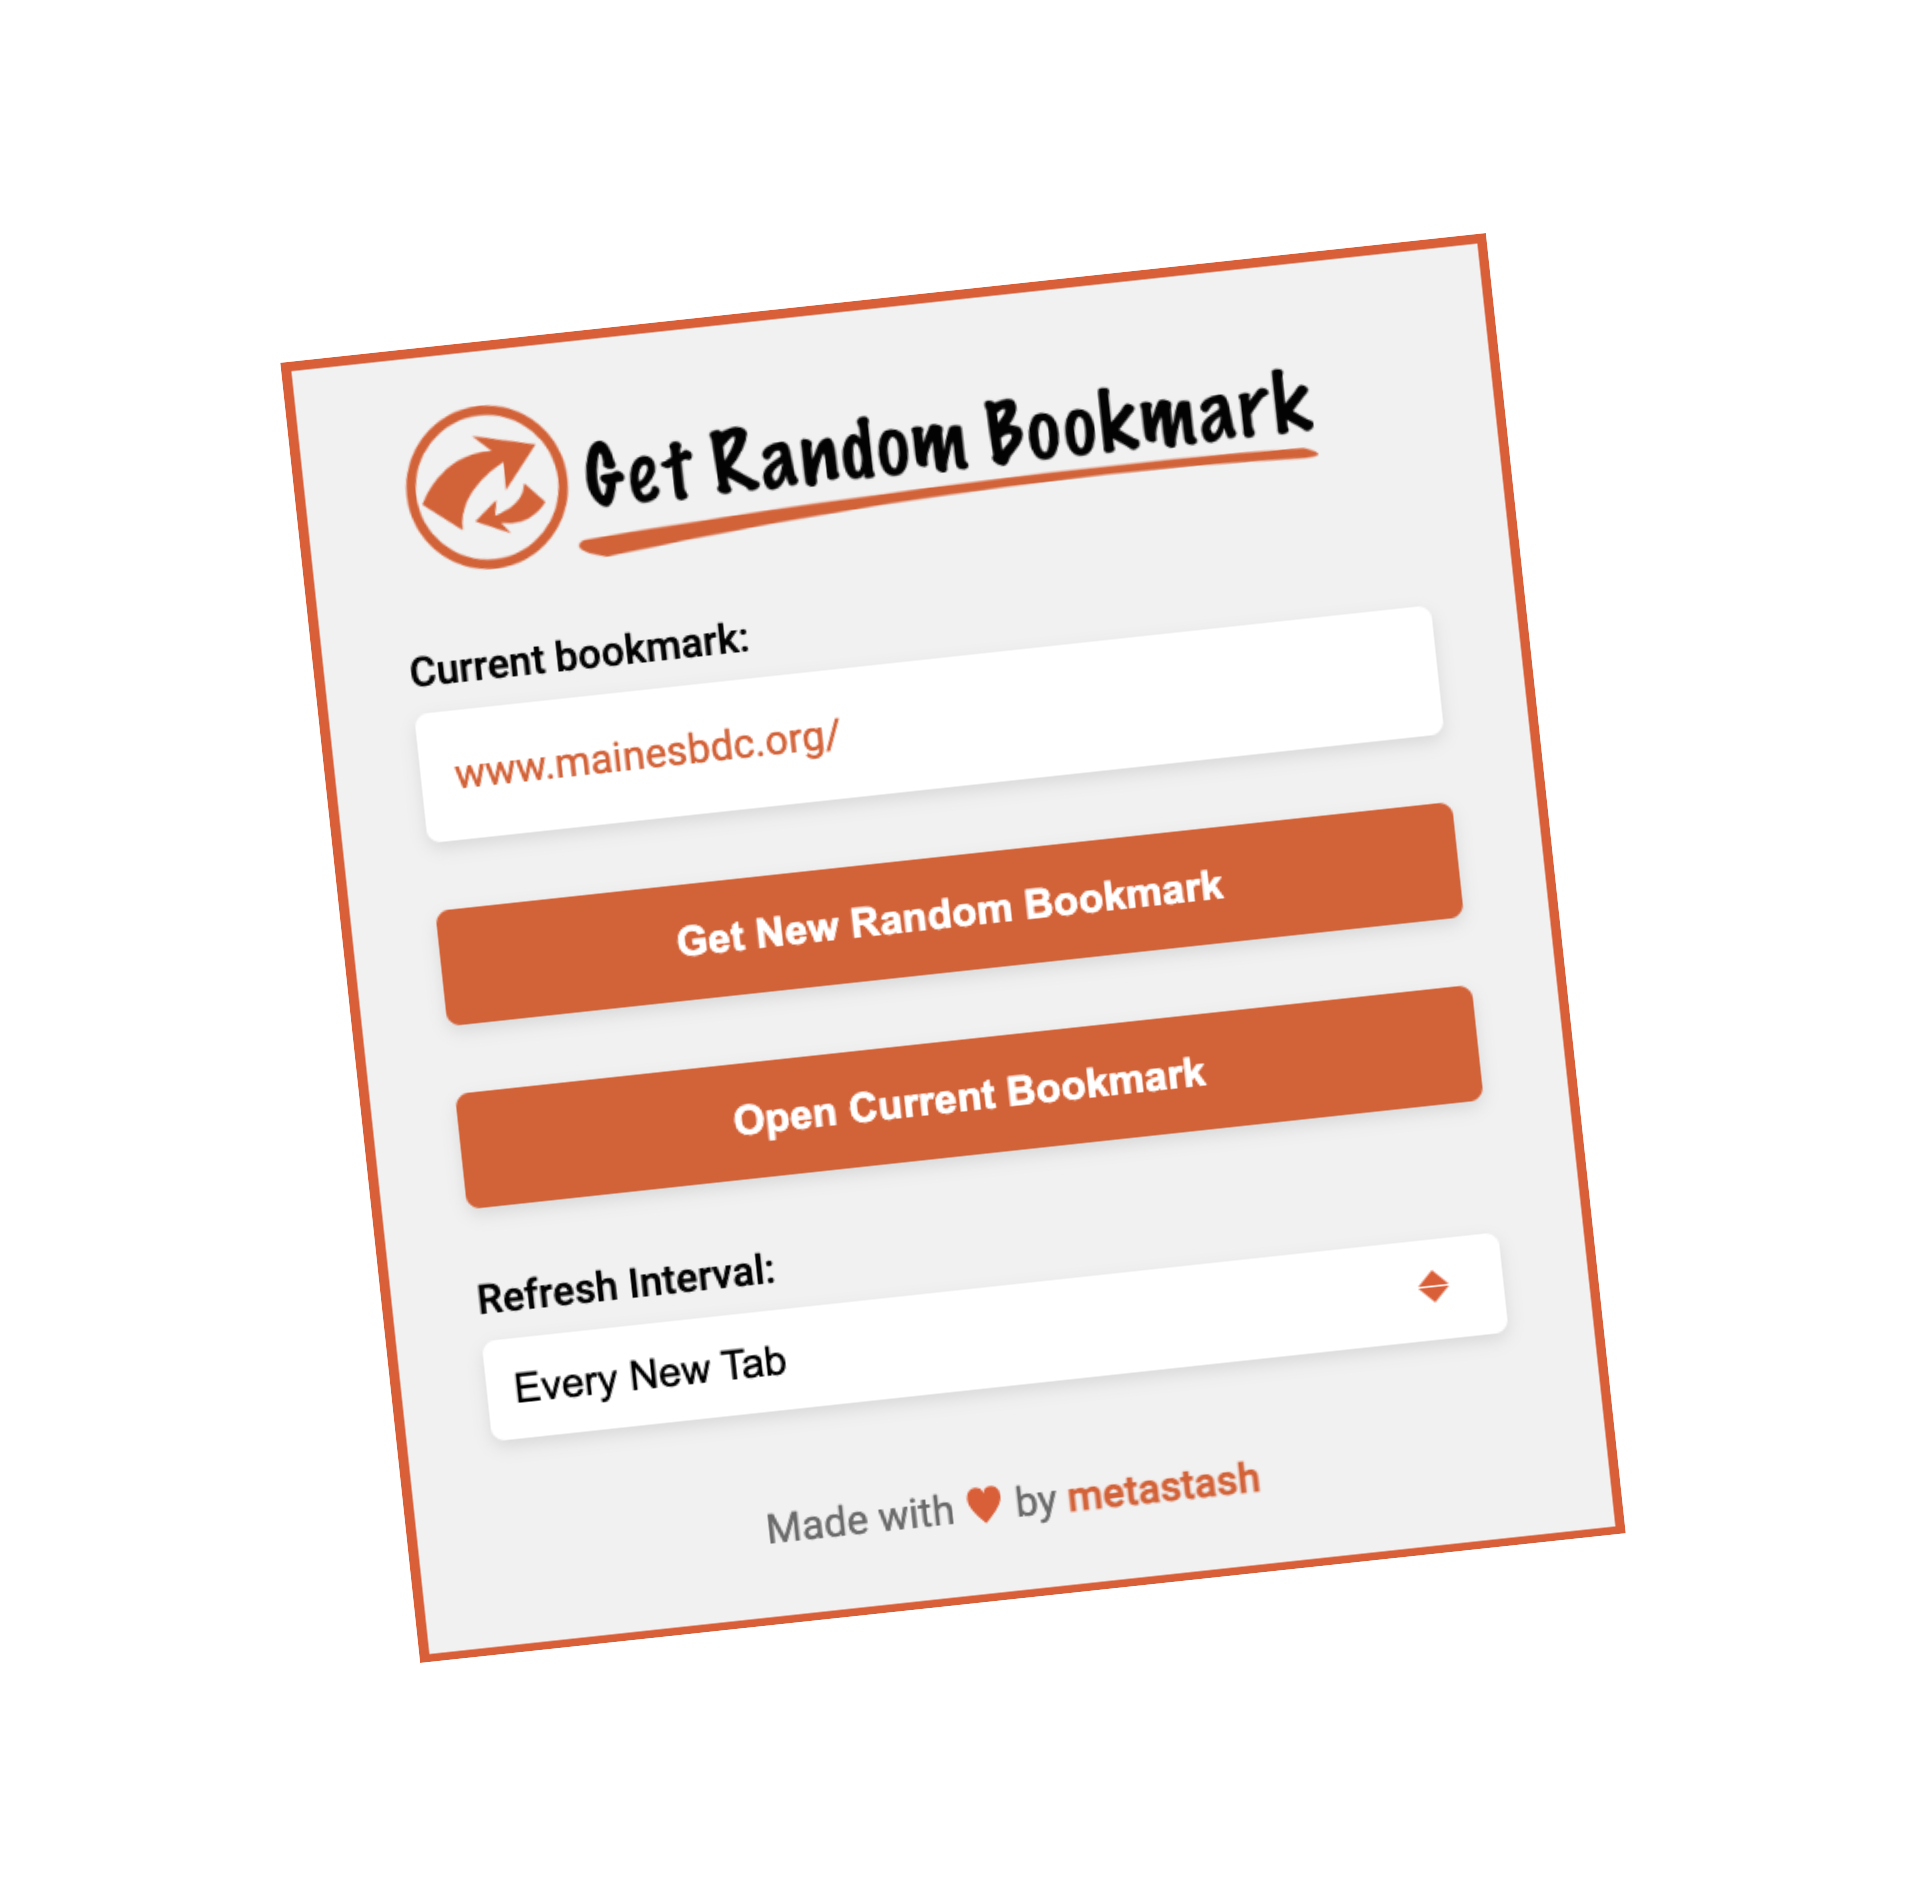 Get Random Bookmark
Current bookmark:
www.mainesbdc.org/
Get New Random Bookmark
Open Current Bookmark
Refresh Interval:
Every New Tab
Made with ♥ by metastash